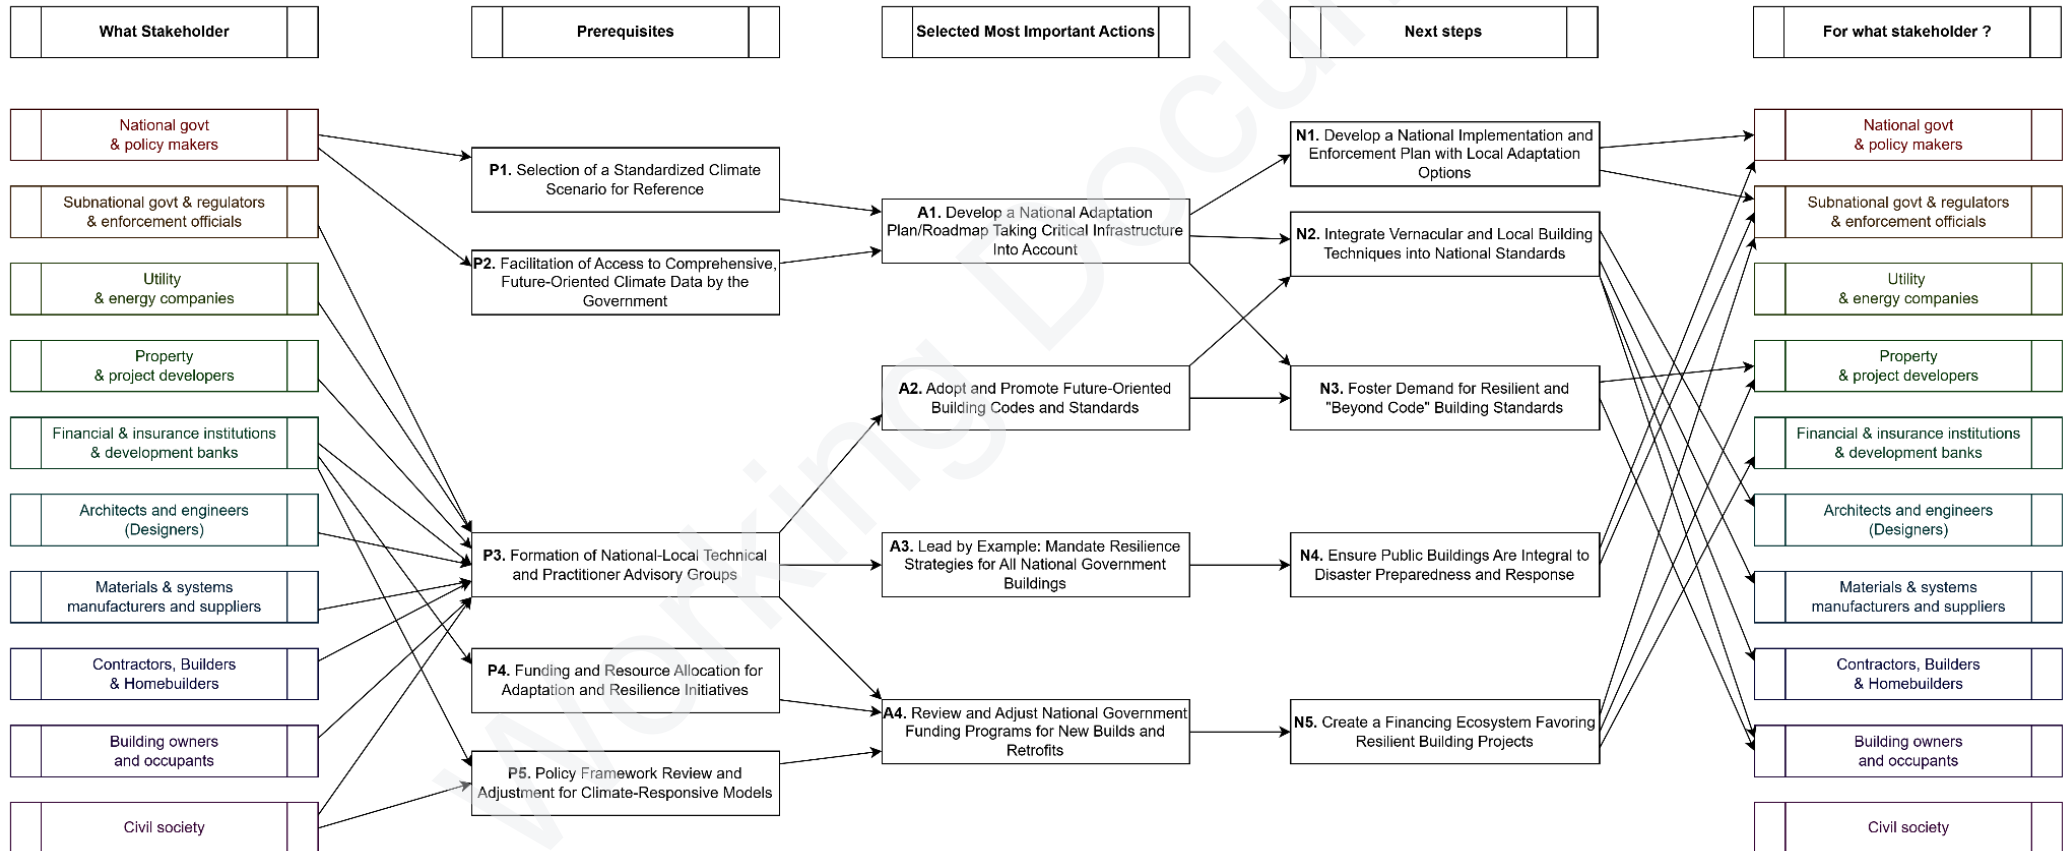 What Stakeholder
Prerequisites
Selected Most Important Actions
Next steps
For what stakeholder ?
National govt
& policy makers
Subnational govt & regulators
& enforcement officials
Utility
& energy companies
Property
& project developers
Financial & insurance institutions
& development banks
Architects and engineers
(Designers)
Materials & systems
manufacturers and suppliers
Contractors, Builders
& Homebuilders
Building owners
and occupants
Civil society
P1. Selection of a Standardized Climate
Scenario for Reference
P2. Facilitation of Access to Comprehensive,
Future-Oriented Climate Data by the
Government
P3. Formation of National-Local Technical
and Practitioner Advisory Groups
P4. Funding and Resource Allocation for
Adaptation and Resilience Initiatives
P5. Policy Framework Review and
Adjustment for Climate-Responsive Models
A1. Develop a National Adaptation
Plan/Roadmap Taking Critical Infrastructure
Into Account
A2. Adopt and Promote Future-Oriented
Building Codes and Standards
A3. Lead by Example: Mandate Resilience
Strategies for All National Government
Buildings
A4. Review and Adjust National Government
Funding Programs for New Builds and
Retrofits
N1. Develop a National Implementation and
Enforcement Plan with Local Adaptation
Options
N2. Integrate Vernacular and Local Building
Techniques into National Standards
N3. Foster Demand for Resilient and
"Beyond Code" Building Standards
N4. Ensure Public Buildings Are Integral to
Disaster Preparedness and Response
N5. Create a Financing Ecosystem Favoring
Resilient Building Projects
National govt
& policy makers
Subnational govt & regulators
& enforcement officials
Utility
& energy companies
Property
& project developers
Financial & insurance institutions
& development banks
Architects and engineers
(Designers)
Materials & systems
manufacturers and suppliers
Contractors, Builders
& Homebuilders
Building owners
and occupants
Civil society
Working Docu